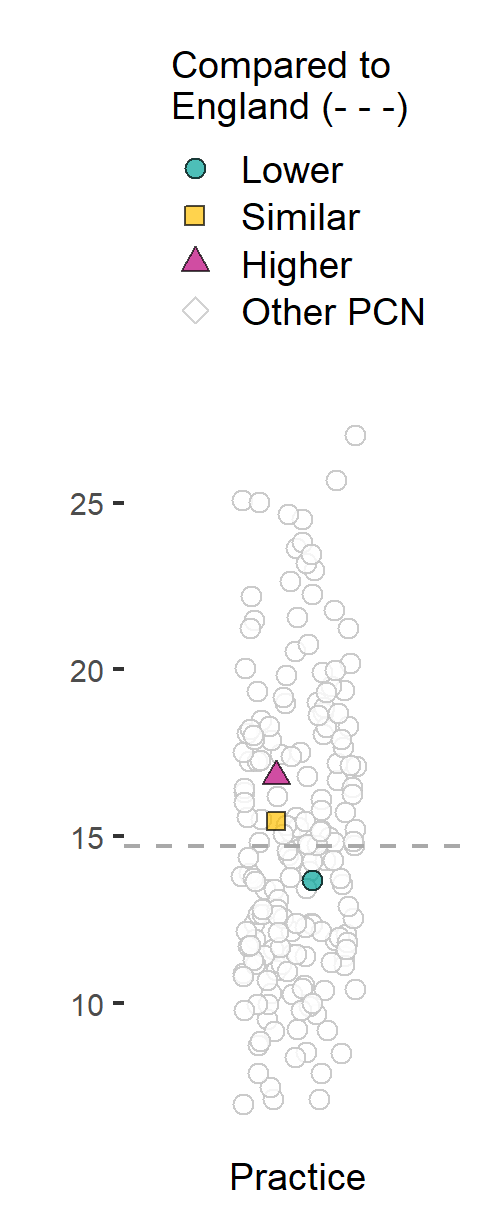 Compared to
England (- - -)
Lower
Similar
Higher
Other PCN
25
20
15
10
Practice